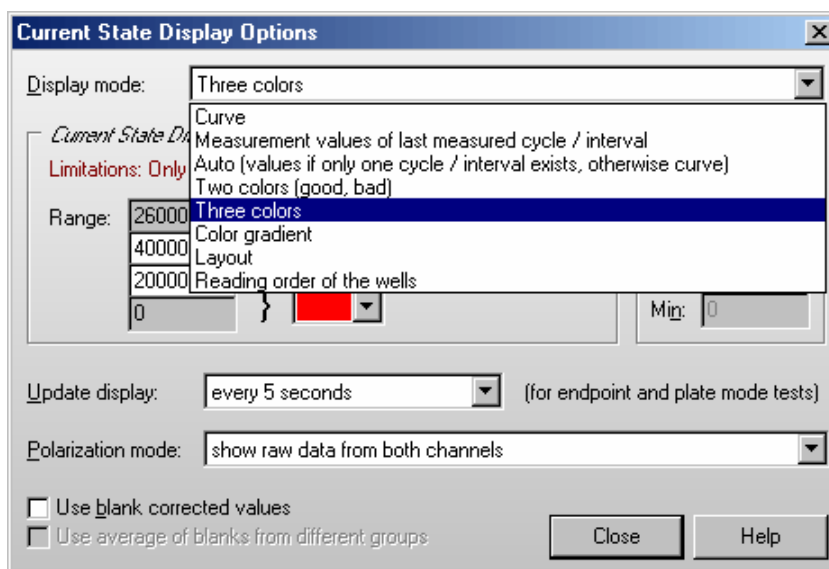 Current State Display Options
Display mode: Three colors
Curve
Current State Di
Measurement values of last measured cycle / interval
Limitations: Only
Auto (values if only one cycle / interval exists, otherwise curve)
Two colors (good, bad)
Range: 26000
Three colors
40000
Color gradient
Layout
20000
Reading order of the wells
0
Min: 0
Update display: every 5 seconds (for endpoint and plate mode tests)
Polarization mode: show raw data from both channels
Use blank corrected values
Use average of blanks from different groups
Close Help